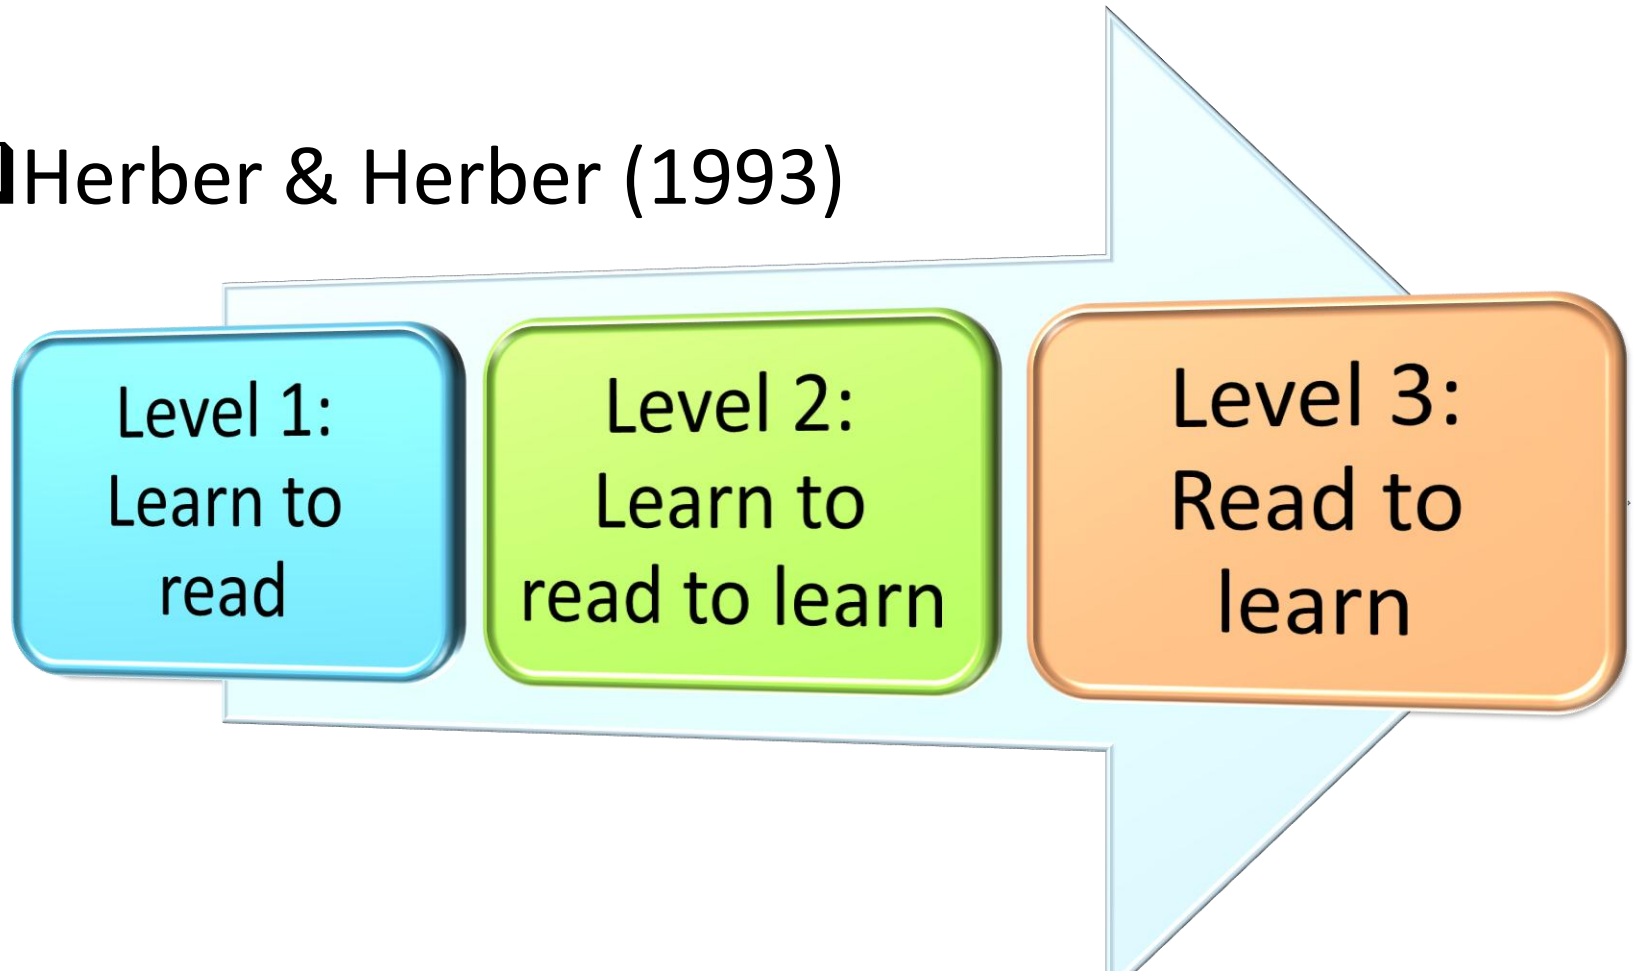 Herber & Herber (1993)
Level 1:
Learn to
read
Level 2:
Learn to
read to learn
Level 3:
Read to
learn